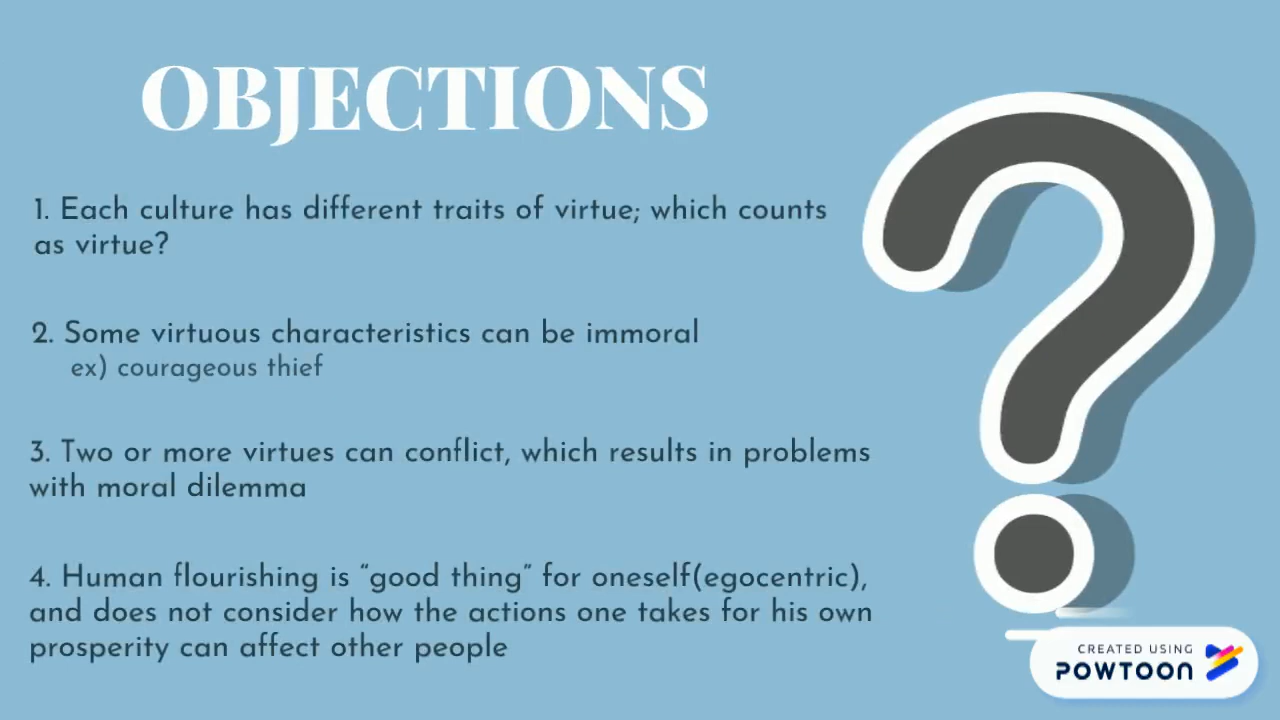 OBJECTIONS
1. Each culture has different traits of virtue; which counts
as virtue?
2. Some virtuous characteristics can be immoral
ex) courageous thief
3. Two or more virtues can conflict, which results in problems
with moral dilemma
4. Human flourishing is “good thing” for oneself(egocentric),
and does not consider how the actions one takes for his own
prosperity can affect other people
?
CREATED USING
POWTOON